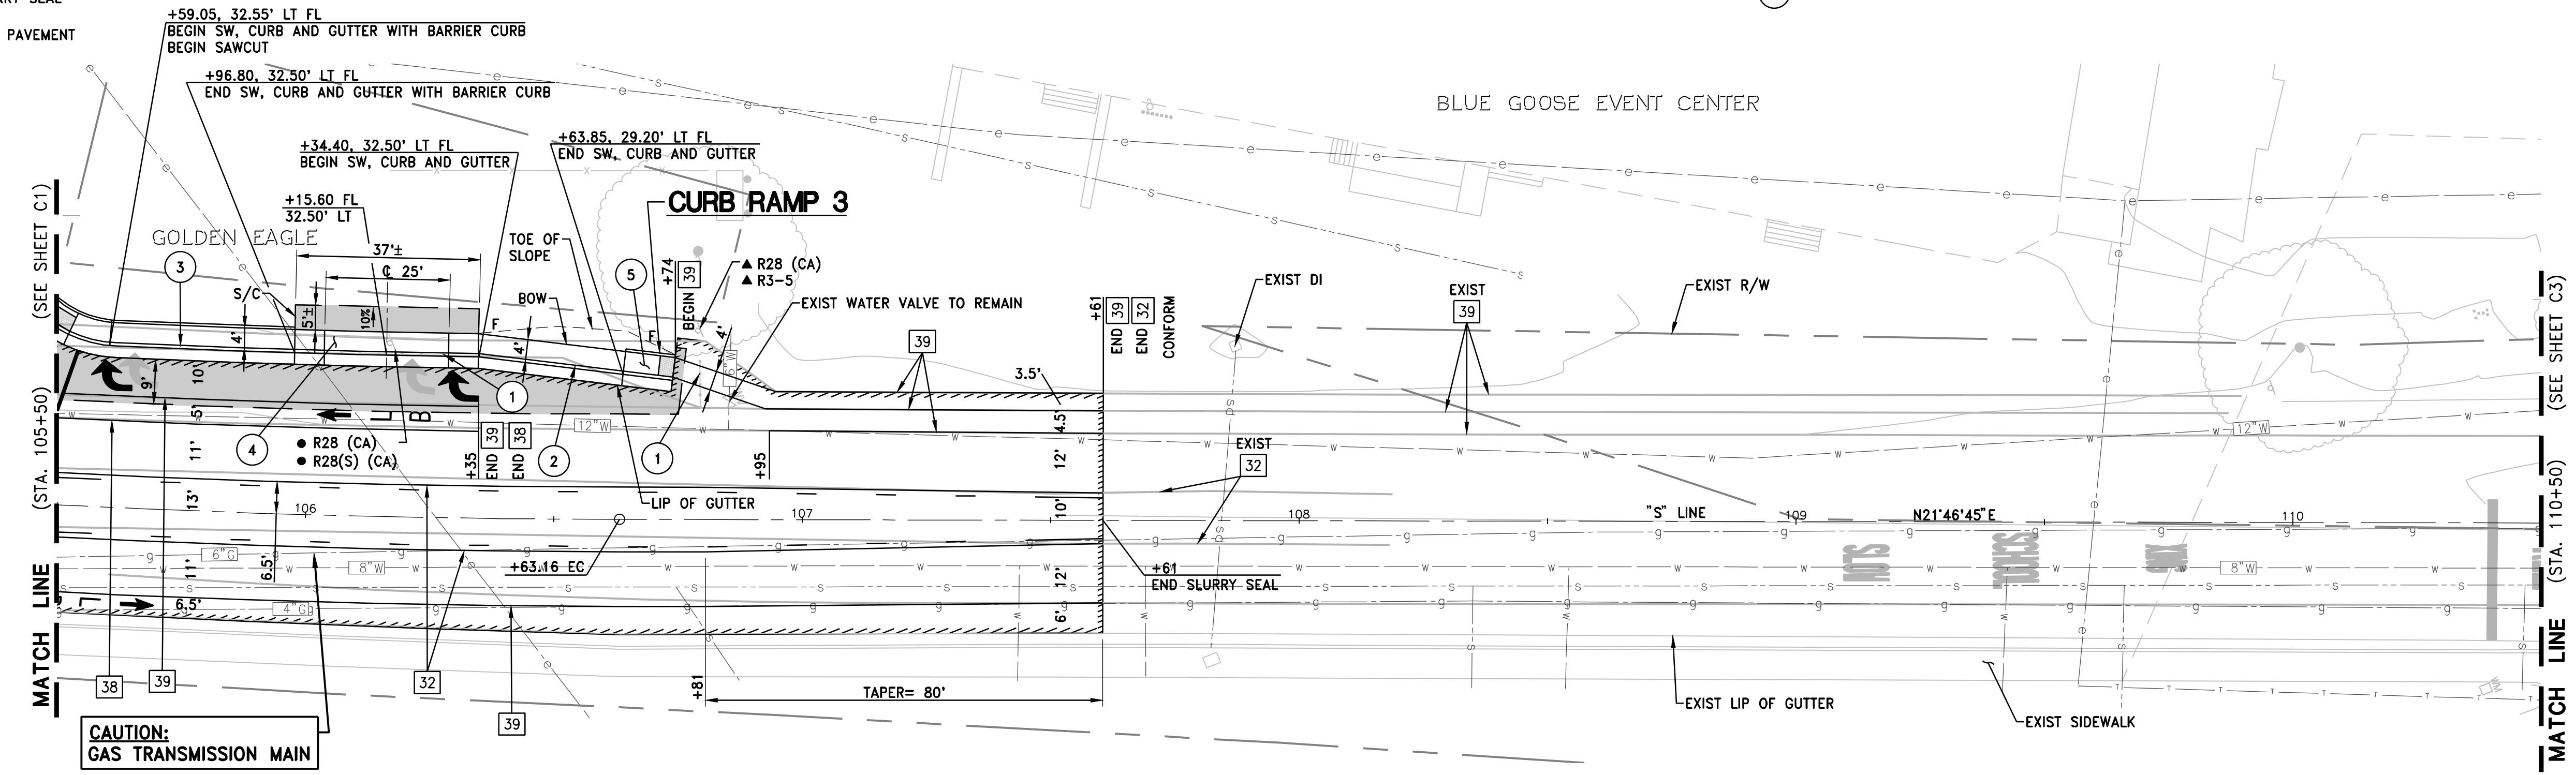 RRY SEAL
PAVEMENT
+59.05, 32.55' LT FL
BEGIN SW, CURB AND GUTTER WITH BARRIER CURB
BEGIN SAWCUT
+96.80, 32.50' LT FL
END SW, CURB AND GUTTER WITH BARRIER CURB
+34.40, 32.50' LT FL
BEGIN SW, CURB AND GUTTER
+63.85, 29.20' LT FL
END SW, CURB AND GUTTER
+15.60 FL
32.50' LT
CURB RAMP 3
BLUE GOOSE EVENT CENTER
GOLDEN EAGLE
37'±
℄ 25'
TOE OF
SLOPE
S/C
BOW
5'±
10%
4'
F
4'
F
3
5
+74
BEGIN 39
▲ R28 (CA)
▲ R3-5
4'
EXIST WATER VALVE TO REMAIN
39
3.5'
+61
END 39
END 32
CONFORM
EXIST DI
EXIST
39
EXIST R/W
(SEE SHEET C1)
(STA. 105+50)
MATCH LINE
(SEE SHEET C3)
(STA. 110+50)
MATCH LINE
10'
9'
5'
11'
13'
11'
6.5'
6.5'
L
B
4
● R28 (CA)
● R28(S) (CA)
1
2
1
+35
END 39
END 38
+95
12"W
LIP OF GUTTER
4.5'
12'
10'
12'
6'
EXIST
32
106
107
108
109
110
"S" LINE
N21°46'45"E
+63.16 EC
+61
END SLURRY SEAL
6"G
8"W
4"G
12"W
8"W
38
39
32
39
+81
TAPER= 80'
EXIST LIP OF GUTTER
EXIST SIDEWALK
CAUTION:
GAS TRANSMISSION MAIN